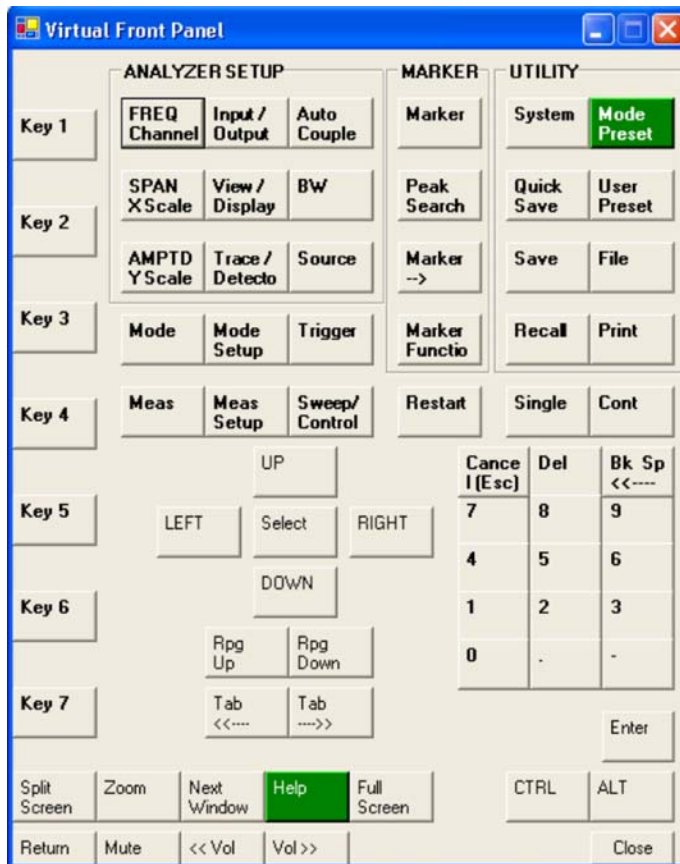 Virtual Front Panel
ANALYZER SETUP MARKER UTILITY
Key 1
FREQ
Channel
Input /
Output
Auto
Couple
Marker
System
Mode
Preset
Key 2
SPAN
X Scale
View /
Display
BW
Peak
Search
Quick
Save
User
Preset
AMPTD
Y Scale
Trace /
Detecto
Source
Marker
-->
Save
File
Key 3
Mode
Mode
Setup
Trigger
Marker
Functio
Recall
Print
Key 4
Meas
Meas
Setup
Sweep/
Control
Restart
Single
Cont
UP
Cance
l (Esc)
Del
Bk Sp
<<----
Key 5
LEFT
Select
RIGHT
7 8 9
DOWN
4 5 6
Key 6
1 2 3
Rpg
Up
Rpg
Down
0 . -
Key 7
Tab
<<----
Tab
---->>
Enter
Split
Screen
Zoom
Next
Window
Help
Full
Screen
CTRL
ALT
Return
Mute
<< Vol
Vol >>
Close